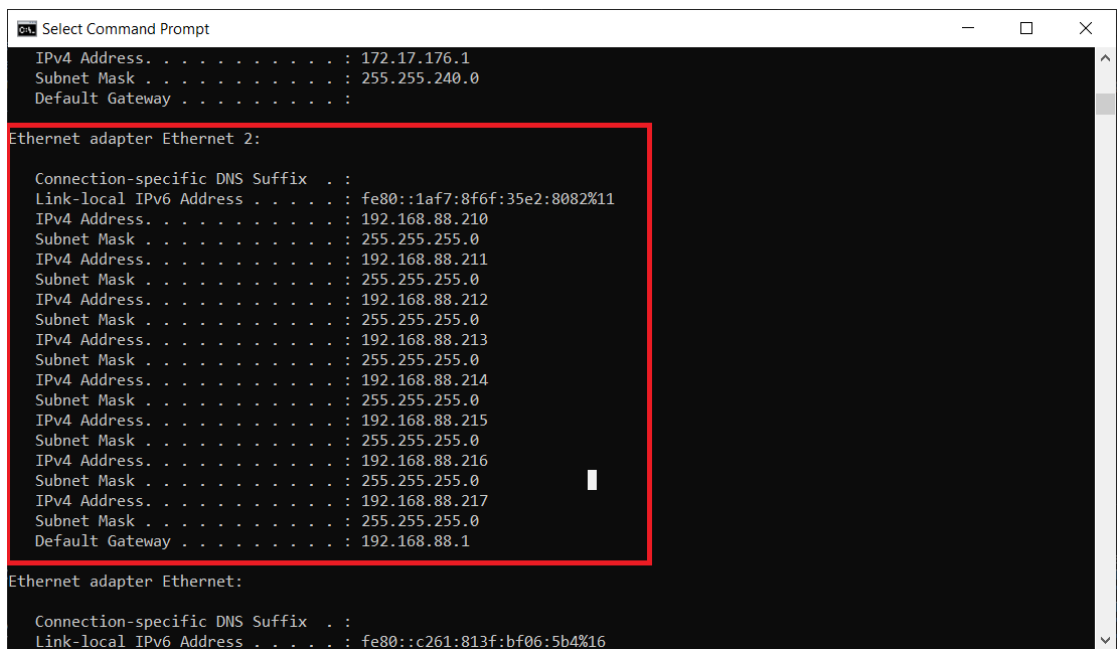 Select Command Prompt
IPv4 Address. . . . . . . . . . . : 172.17.176.1
Subnet Mask . . . . . . . . . . . : 255.255.240.0
Default Gateway . . . . . . . . . :
Ethernet adapter Ethernet 2:
Connection-specific DNS Suffix  . :
Link-local IPv6 Address . . . . . : fe80::1af7:8f6f:35e2:8082%11
IPv4 Address. . . . . . . . . . . : 192.168.88.210
Subnet Mask . . . . . . . . . . . : 255.255.255.0
IPv4 Address. . . . . . . . . . . : 192.168.88.211
Subnet Mask . . . . . . . . . . . : 255.255.255.0
IPv4 Address. . . . . . . . . . . : 192.168.88.212
Subnet Mask . . . . . . . . . . . : 255.255.255.0
IPv4 Address. . . . . . . . . . . : 192.168.88.213
Subnet Mask . . . . . . . . . . . : 255.255.255.0
IPv4 Address. . . . . . . . . . . : 192.168.88.214
Subnet Mask . . . . . . . . . . . : 255.255.255.0
IPv4 Address. . . . . . . . . . . : 192.168.88.215
Subnet Mask . . . . . . . . . . . : 255.255.255.0
IPv4 Address. . . . . . . . . . . : 192.168.88.216
Subnet Mask . . . . . . . . . . . : 255.255.255.0
IPv4 Address. . . . . . . . . . . : 192.168.88.217
Subnet Mask . . . . . . . . . . . : 255.255.255.0
Default Gateway . . . . . . . . . : 192.168.88.1
Ethernet adapter Ethernet:
Connection-specific DNS Suffix  . :
Link-local IPv6 Address . . . . . : fe80::c261:813f:bf06:5b4%16